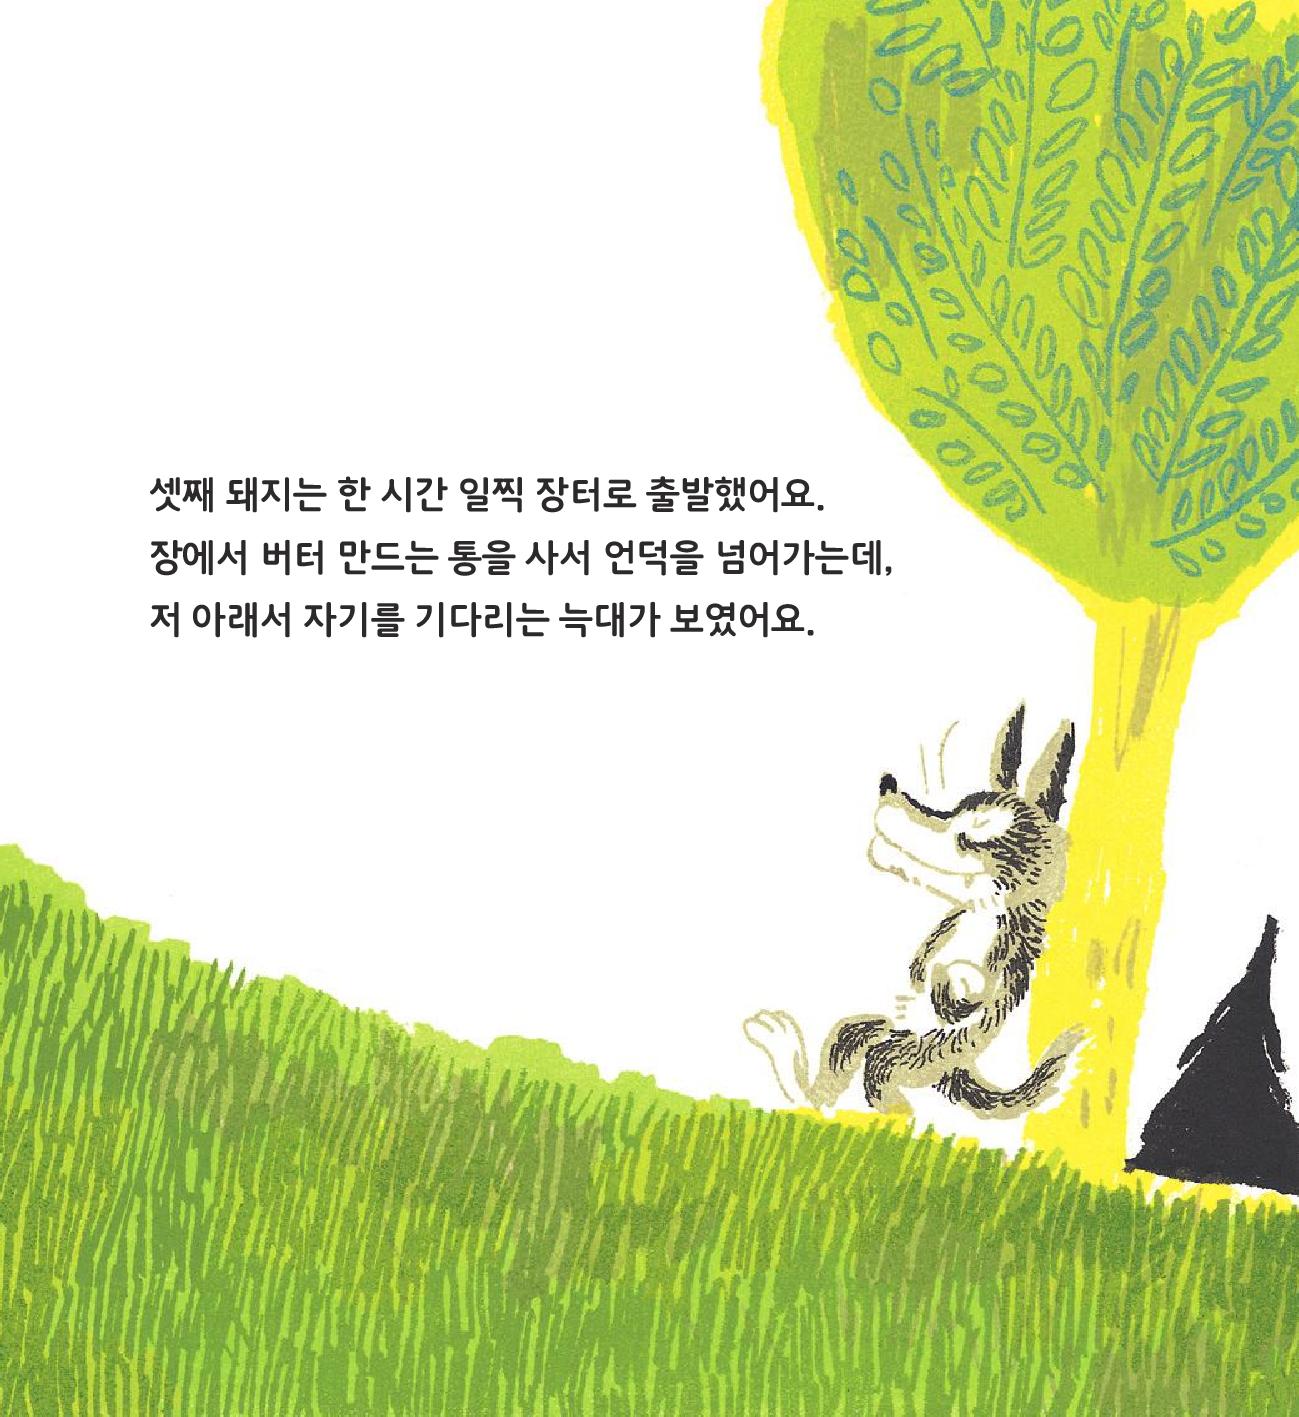 셋째 돼지는 한 시간 일찍 장터로 출발했어요.
장에서 버터 만드는 통을 사서 언덕을 넘어가는데,
저 아래서 자기를 기다리는 늑대가 보였어요.